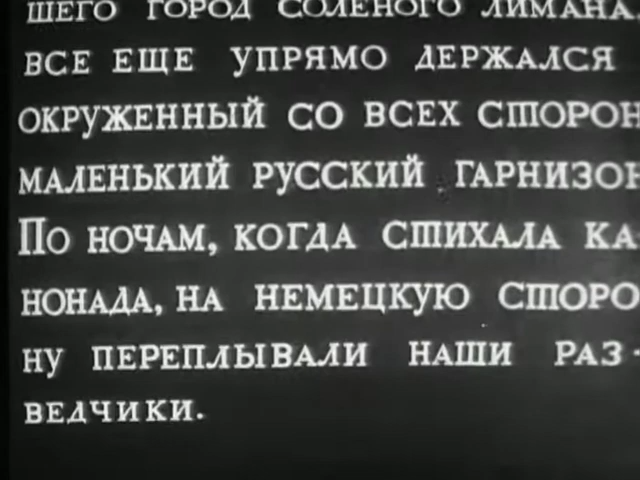 ШЕГО ГОРОД СОЛЕНОГО ЛИМАНА.
ВСЕ ЕЩЕ УПРЯМО ДЕРЖАЛСЯ
ОКРУЖЕННЫЙ СО ВСЕХ СТОРОН
МАЛЕНЬКИЙ РУССКИЙ ГАРНИЗОН
ПО НОЧАМ, КОГДА СТИХАЛА КА-
НОНАДА, НА НЕМЕЦКУЮ СТОРО
НУ ПЕРЕПЛЫВАЛИ НАШИ РАЗ-
ВЕДЧИКИ.